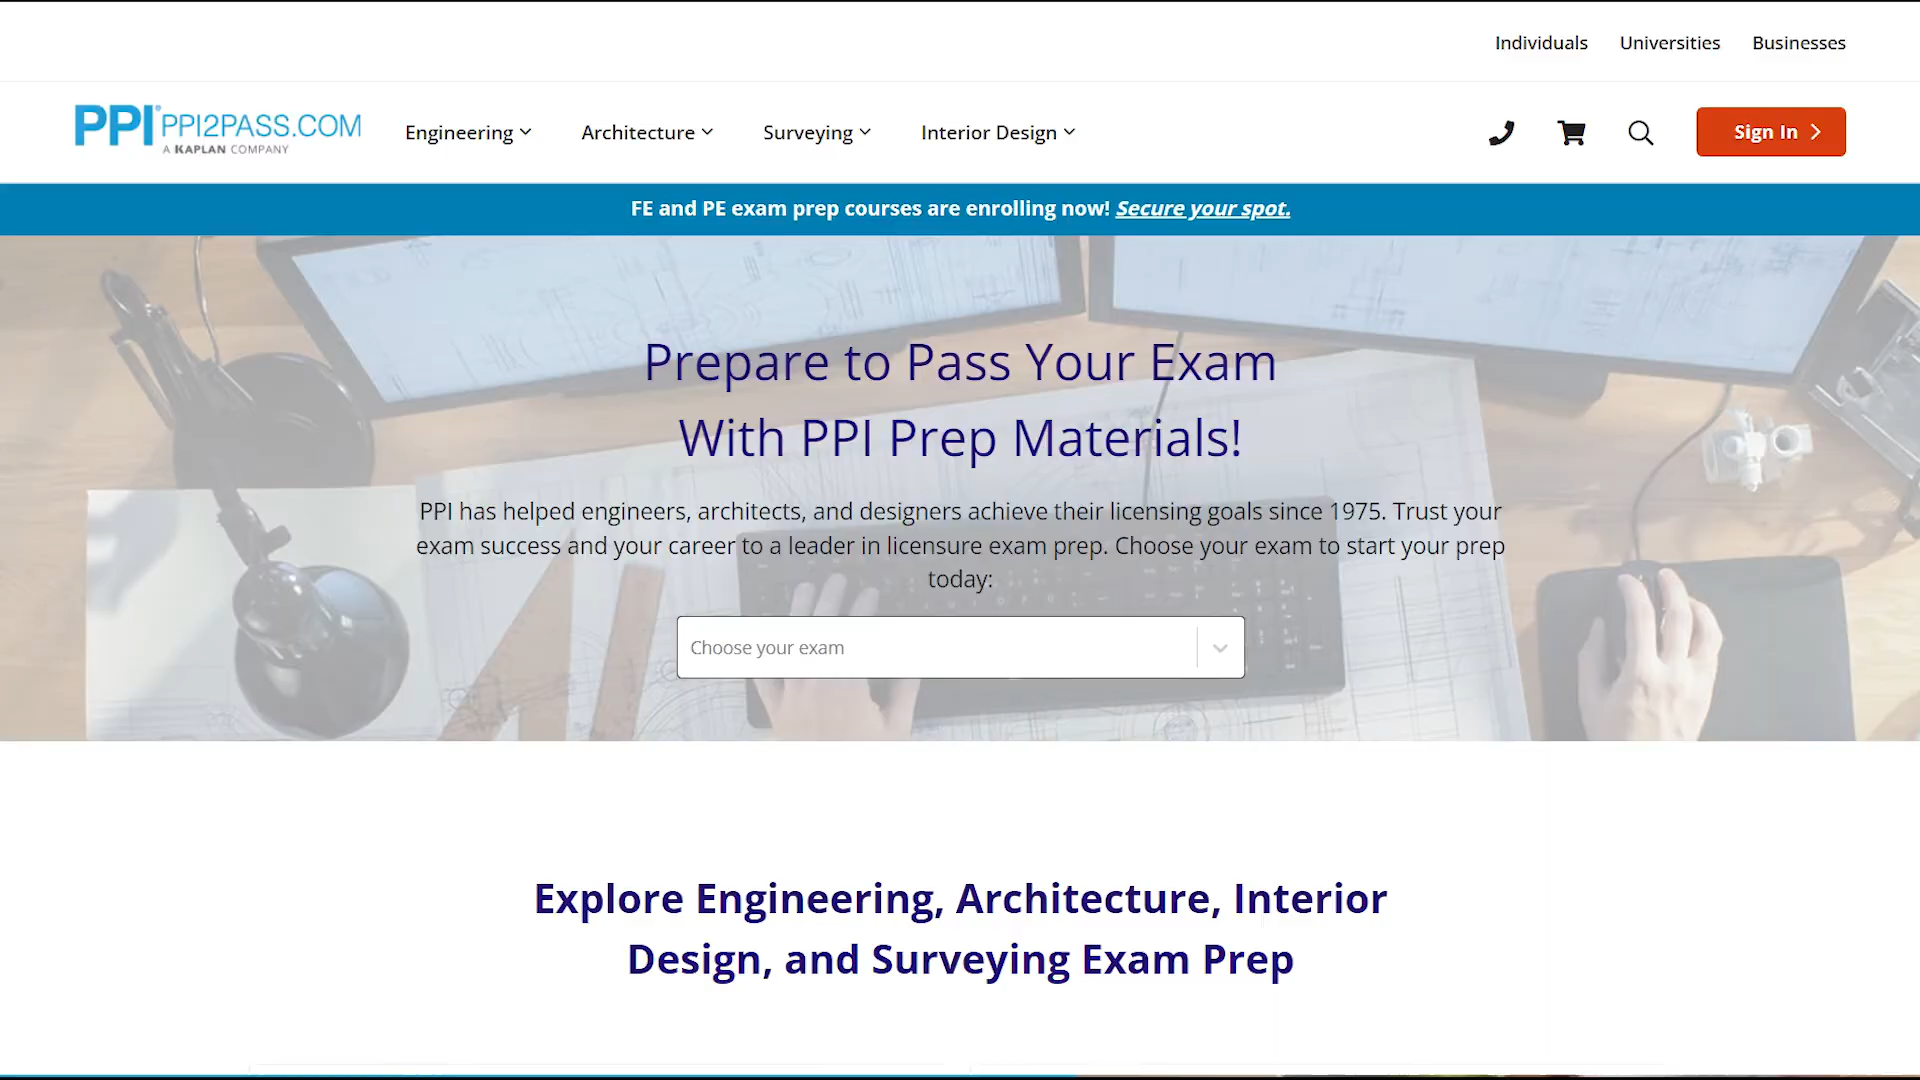 Individuals Universities Businesses
PPI® PPI2PASS.COM
A KAPLAN COMPANY
Engineering Architecture Surveying Interior Design
Sign In
FE and PE exam prep courses are enrolling now! Secure your spot.
Prepare to Pass Your Exam
With PPI Prep Materials!
PPI has helped engineers, architects, and designers achieve their licensing goals since 1975. Trust your
exam success and your career to a leader in licensure exam prep. Choose your exam to start your prep
today:
Choose your exam
Explore Engineering, Architecture, Interior
Design, and Surveying Exam Prep